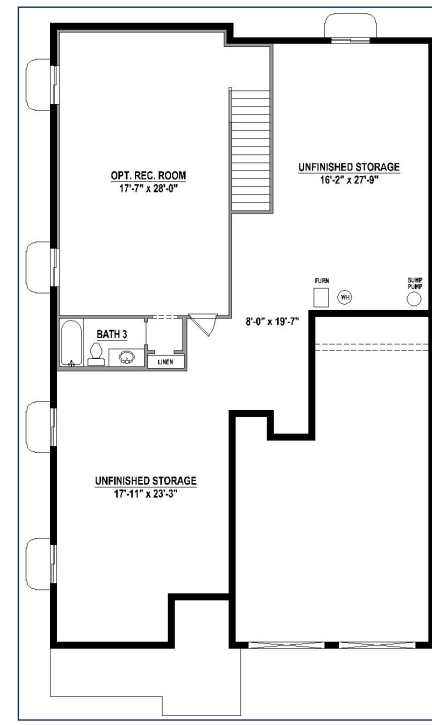 OPT. REC. ROOM
17'-7" x 28'-0"
UNFINISHED STORAGE
16'-2" x 27'-9"
FURN
WH
SUMP
PUMP
8'-0" x 19'-7"
BATH 3
LINEN
UNFINISHED STORAGE
17'-11" x 23'-3"